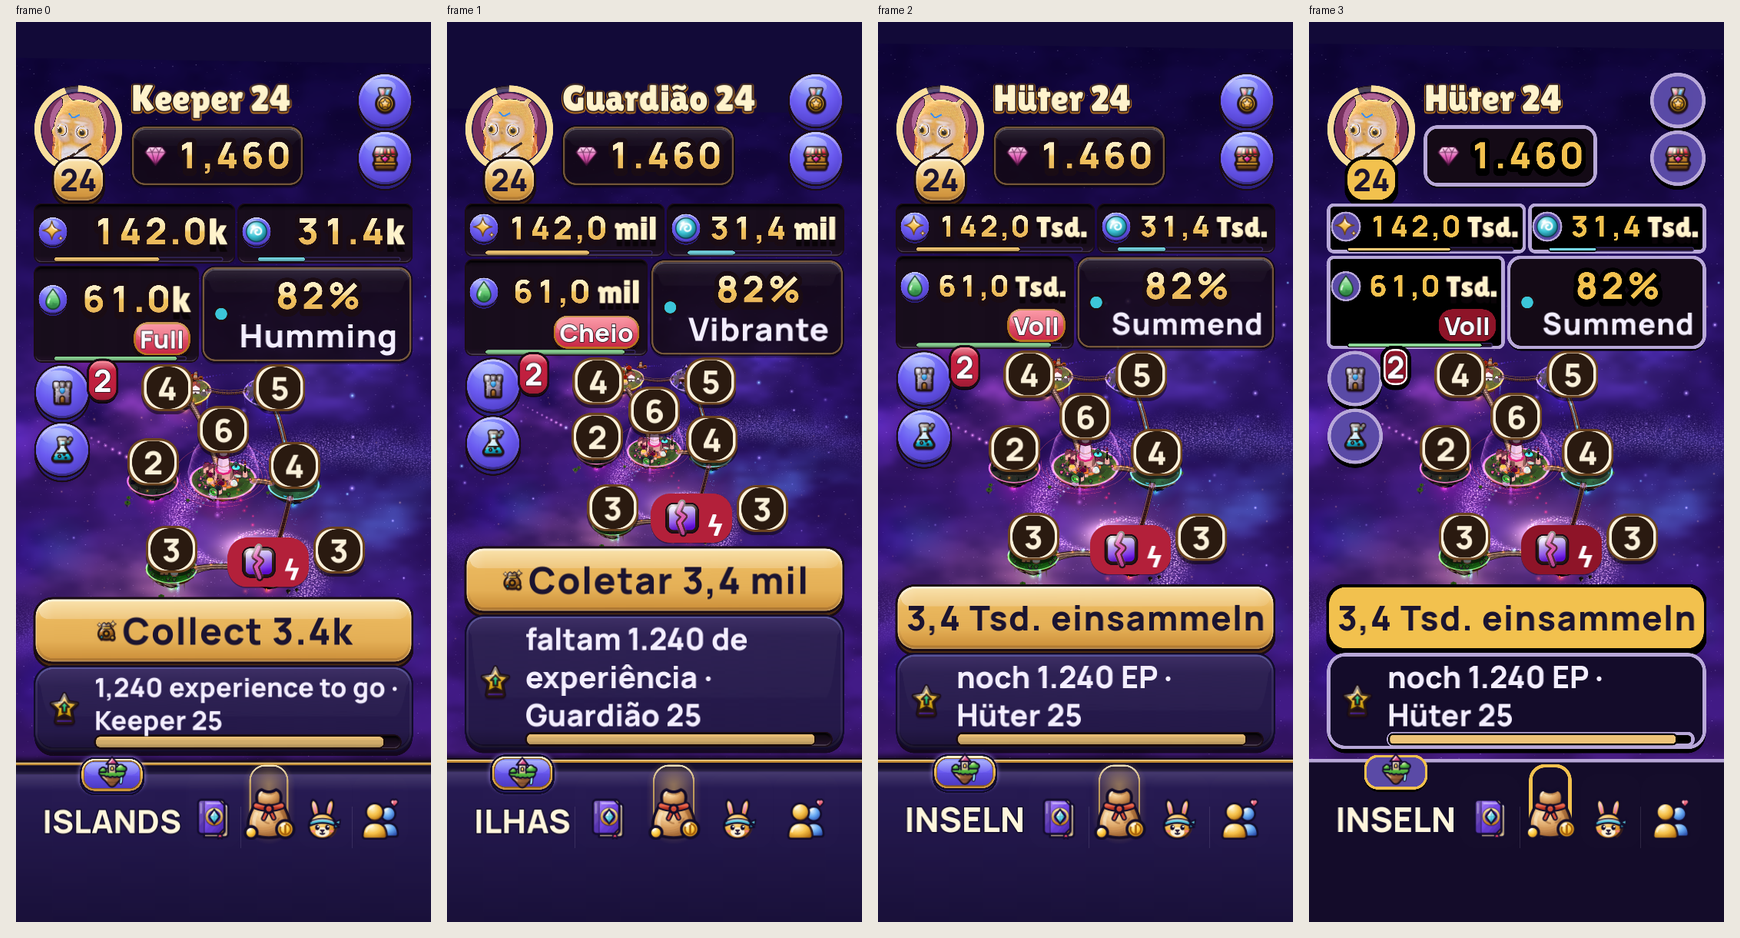 frame 0
Keeper 24
1,460
24
142.0k
31.4k
61.0k
Full
82%
Humming
2
4
5
6
2
4
3
3
Collect 3.4k
1,240 experience to go ·
Keeper 25
ISLANDS
frame 1
Guardião 24
1.460
24
142,0 mil
31,4 mil
61,0 mil
Cheio
82%
Vibrante
2
4
5
6
2
4
3
3
Coletar 3,4 mil
faltam 1.240 de
experiência ·
Guardião 25
ILHAS
frame 2
Hüter 24
1.460
24
142,0 Tsd.
31,4 Tsd.
61,0 Tsd.
Voll
82%
Summend
2
4
5
6
2
4
3
3
3,4 Tsd. einsammeln
noch 1.240 EP ·
Hüter 25
INSELN
frame 3
Hüter 24
1.460
24
142,0 Tsd.
31,4 Tsd.
61,0 Tsd.
Voll
82%
Summend
2
4
5
6
2
4
3
3
3,4 Tsd. einsammeln
noch 1.240 EP ·
Hüter 25
INSELN